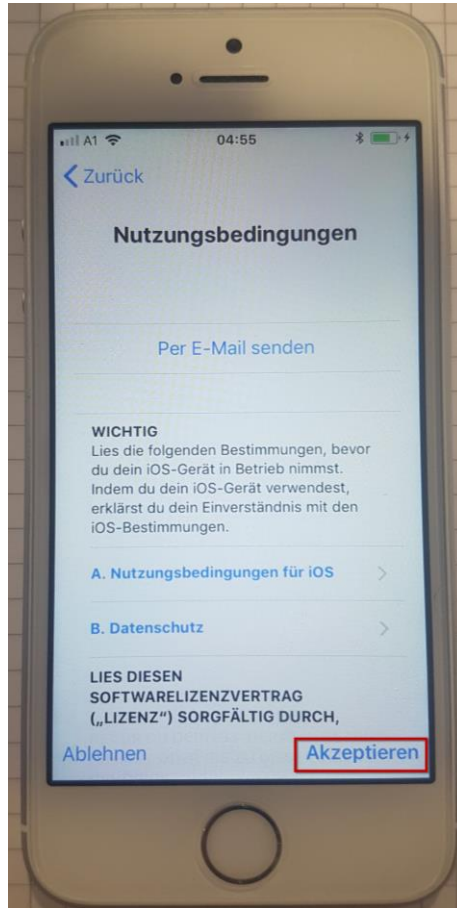 A1 04:55
Zurück
Nutzungsbedingungen
Per E-Mail senden
WICHTIG
Lies die folgenden Bestimmungen, bevor
du dein iOS-Gerät in Betrieb nimmst.
Indem du dein iOS-Gerät verwendest,
erklärst du dein Einverständnis mit den
iOS-Bestimmungen.
A. Nutzungsbedingungen für iOS
B. Datenschutz
LIES DIESEN
SOFTWARELIZENZVERTRAG
(„LIZENZ“) SORGFÄLTIG DURCH,
Ablehnen Akzeptieren